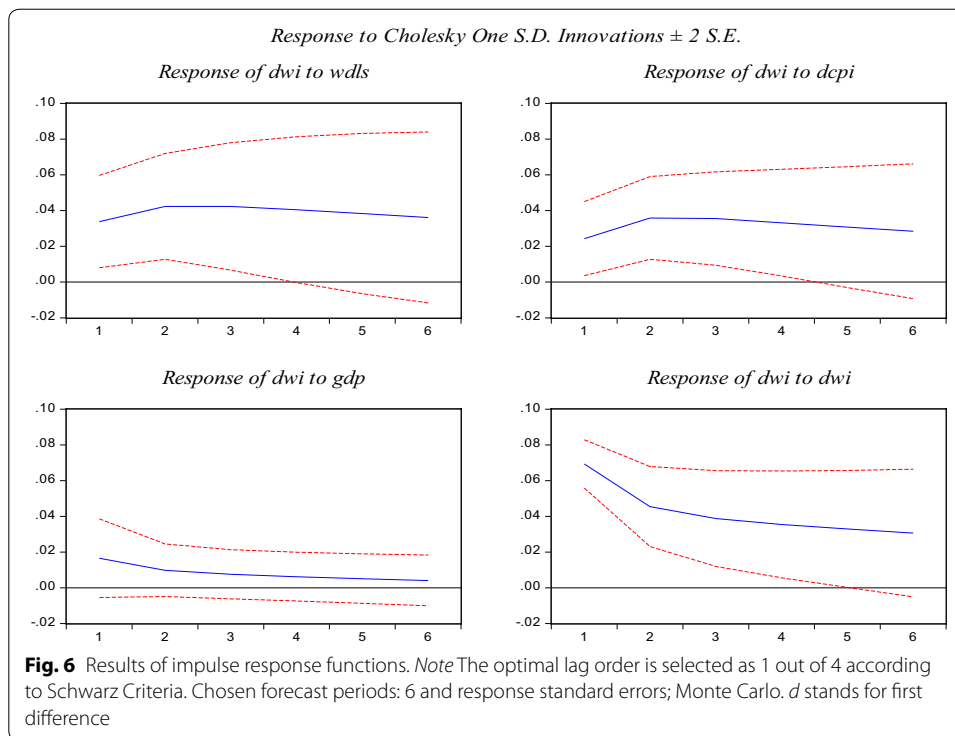 Response to Cholesky One S.D. Innovations ± 2 S.E.
Response of dwi to wdls
.10
.08
.06
.04
.02
.00
-.02
1 2 3 4 5 6
Response of dwi to dcpi
.10
.08
.06
.04
.02
.00
-.02
1 2 3 4 5 6
Response of dwi to gdp
.10
.08
.06
.04
.02
.00
-.02
1 2 3 4 5 6
Response of dwi to dwi
.10
.08
.06
.04
.02
.00
-.02
1 2 3 4 5 6
Fig. 6 Results of impulse response functions. Note The optimal lag order is selected as 1 out of 4 according
to Schwarz Criteria. Chosen forecast periods: 6 and response standard errors; Monte Carlo. d stands for first
difference